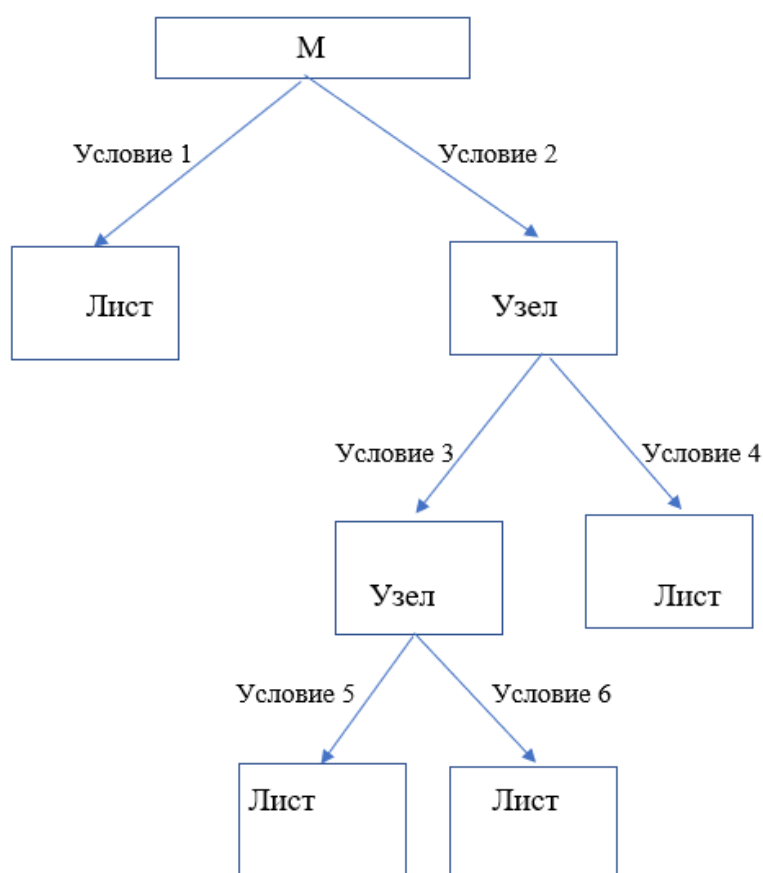 М
Условие 1
Условие 2
Лист
Узел
Условие 3
Условие 4
Узел
Лист
Условие 5
Условие 6
Лист
Лист